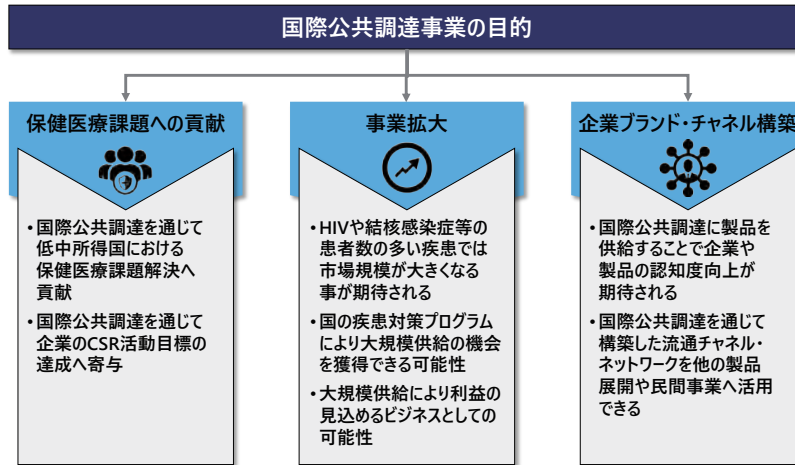 国際公共調達事業の目的
保健医療課題への貢献
・国際公共調達を通じて
低中所得国における
保健医療課題解決へ
貢献
・国際公共調達を通じて
企業のCSR活動目標の
達成へ寄与
事業拡大
・HIVや結核感染症等の
患者数の多い疾患では
市場規模が大きくなる
事が期待される
・国の疾患対策プログラム
により大規模供給の機会
を獲得できる可能性
・大規模供給により利益の
見込めるビジネスとしての
可能性
企業ブランド・チャネル構築
・国際公共調達に製品を
供給することで企業や
製品の認知度向上が
期待される
・国際公共調達を通じて
構築した流通チャネル・
ネットワークを他の製品
展開や民間事業へ活用
できる